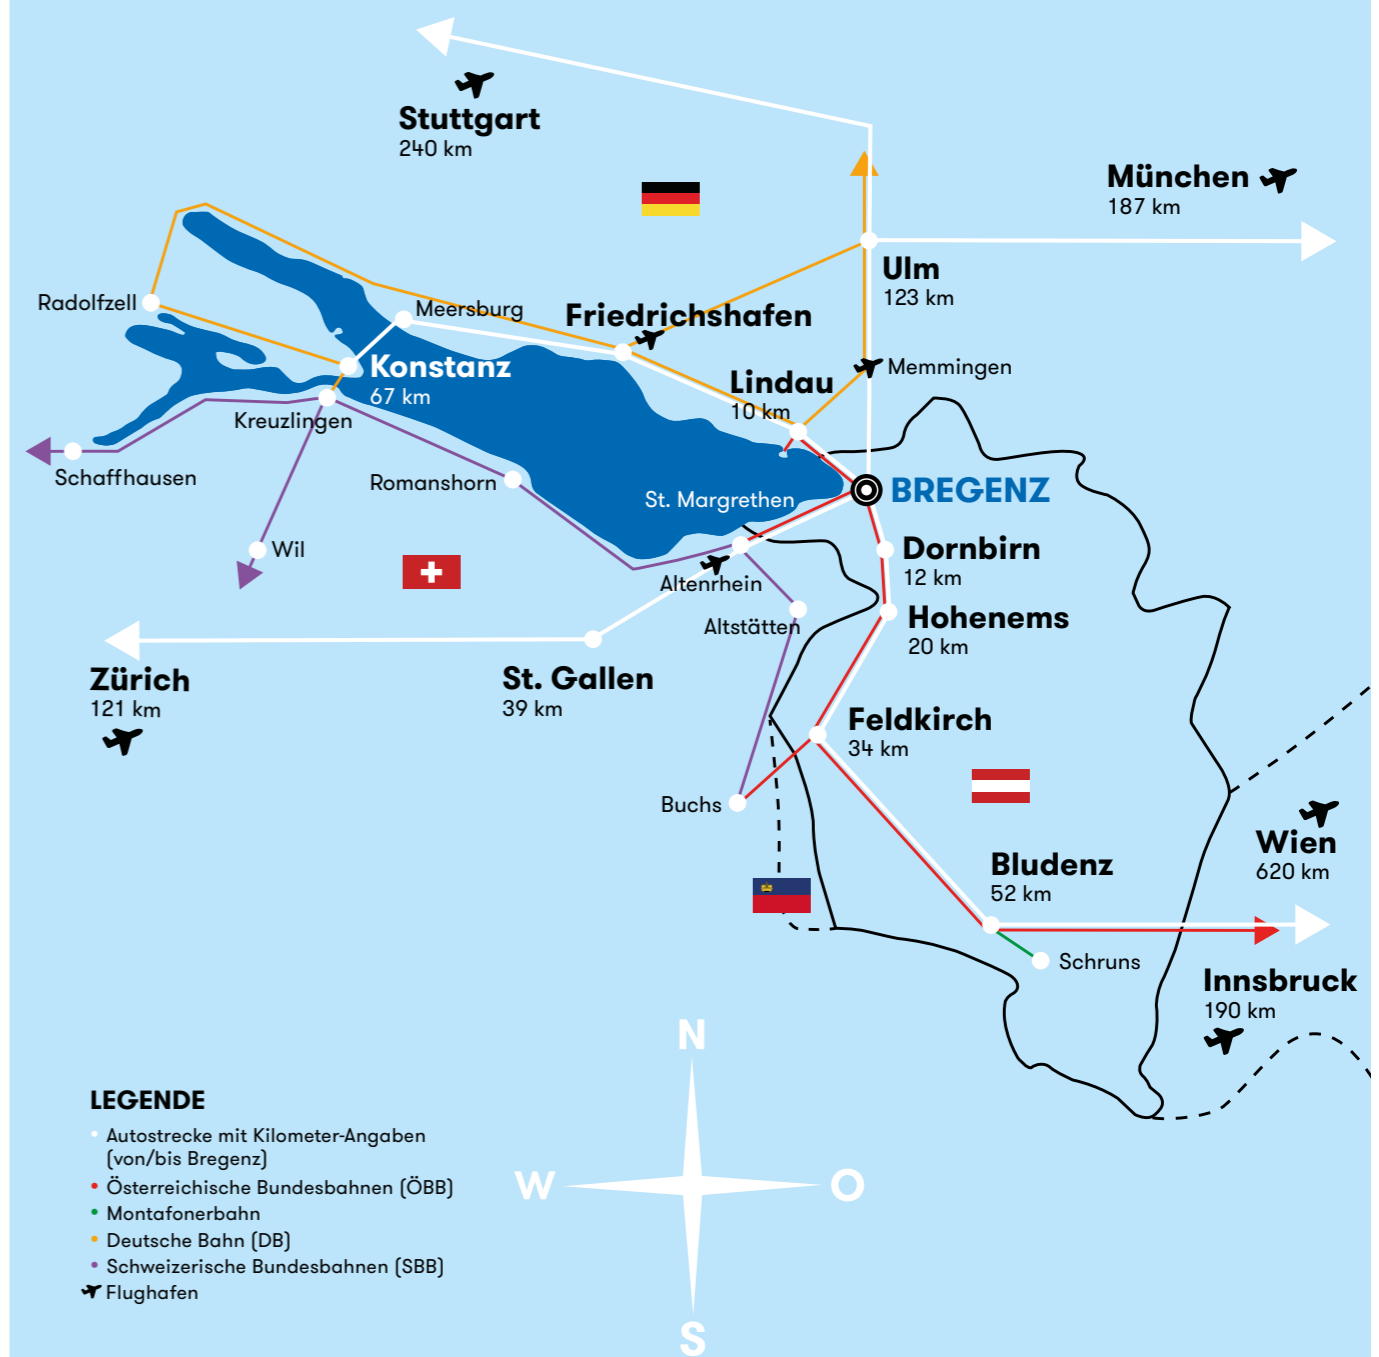 Stuttgart
240 km
München
187 km
Ulm
123 km
Radolfzell
Meersburg
Friedrichshafen
Konstanz
67 km
Lindau
10 km
Memmingen
Kreuzlingen
Schaffhausen
Romanshorn
St. Margrethen
BREGENZ
Wil
Dornbirn
12 km
Altenrhein
Hohenems
20 km
Altstätten
Zürich
121 km
St. Gallen
39 km
Feldkirch
34 km
Buchs
Wien
620 km
Bludenz
52 km
Schruns
Innsbruck
190 km
N
W
O
S
LEGENDE
Autostrecke mit Kilometer-Angaben
(von/bis Bregenz)
Österreichische Bundesbahnen (ÖBB)
Montafonerbahn
Deutsche Bahn (DB)
Schweizerische Bundesbahnen (SBB)
Flughafen